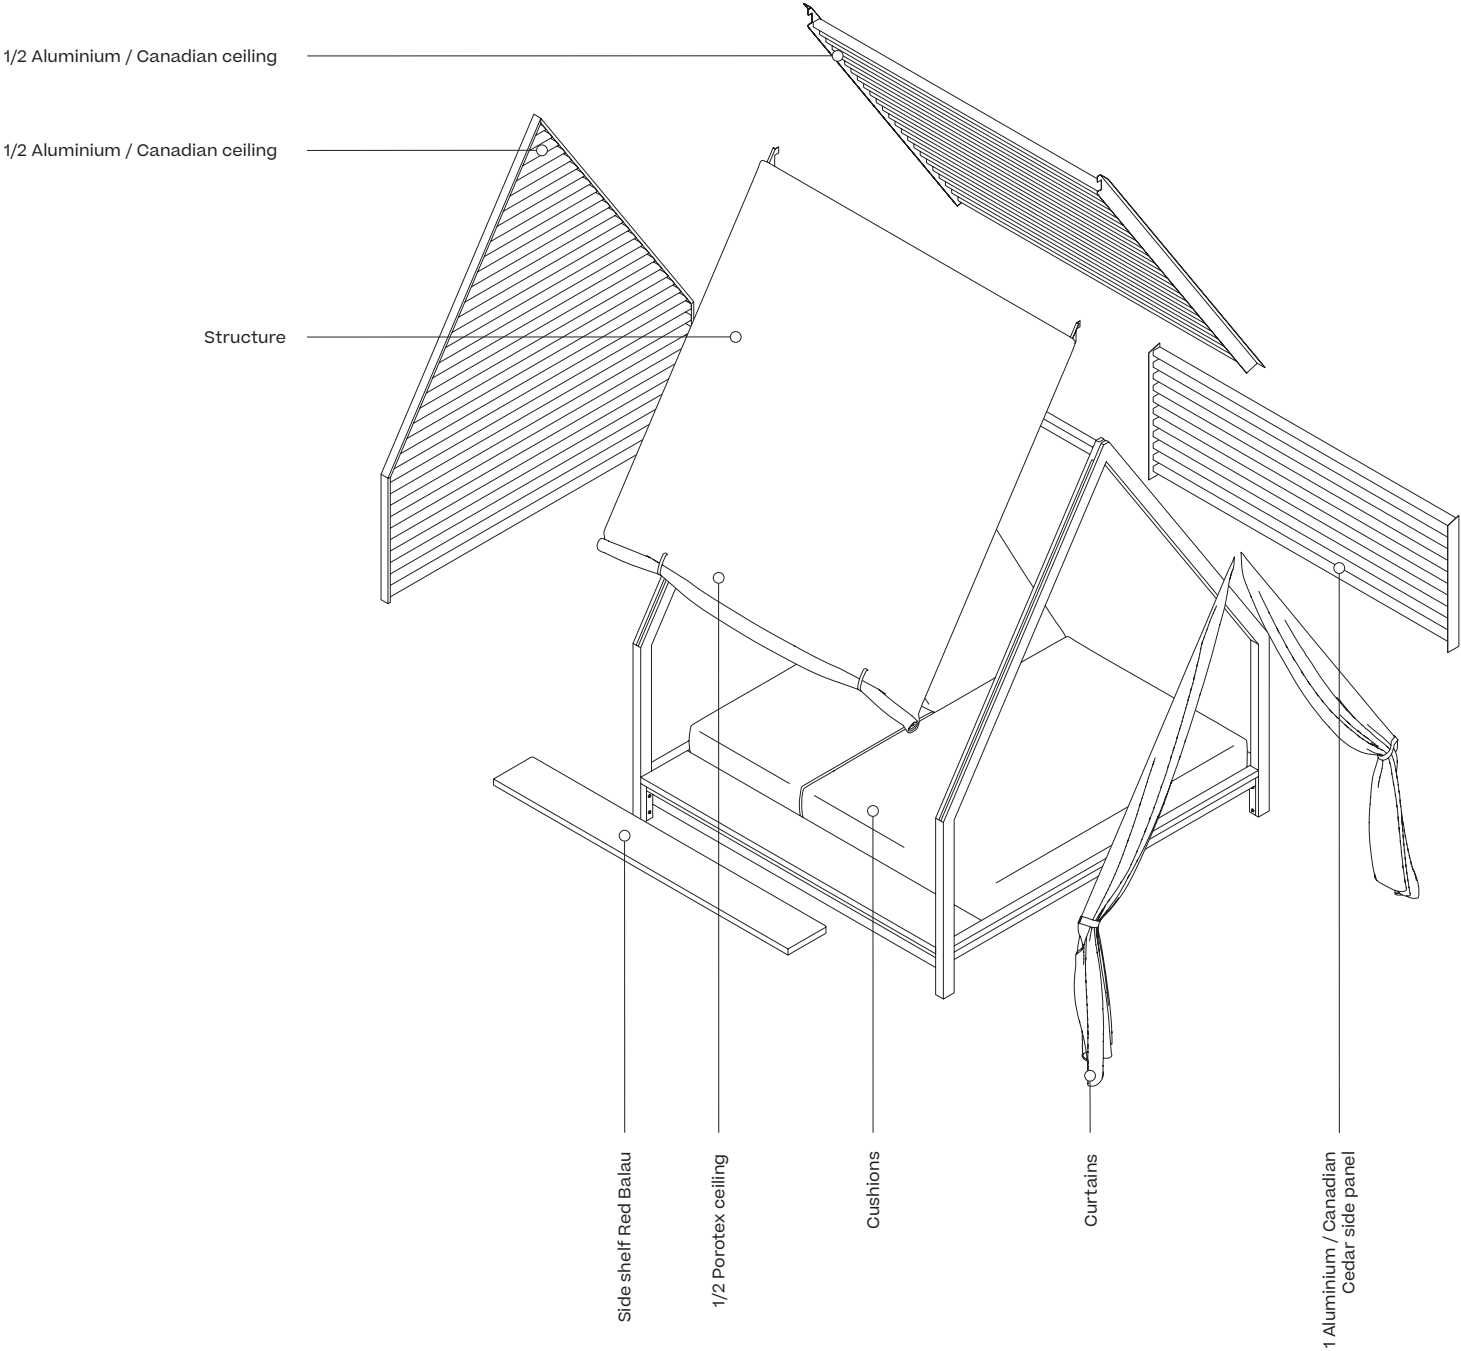 1/2 Aluminium / Canadian ceiling
1/2 Aluminium / Canadian ceiling
Structure
Side shelf Red Balau
1/2 Porotex ceiling
Cushions
Curtains
1 Aluminium / Canadian
Cedar side panel